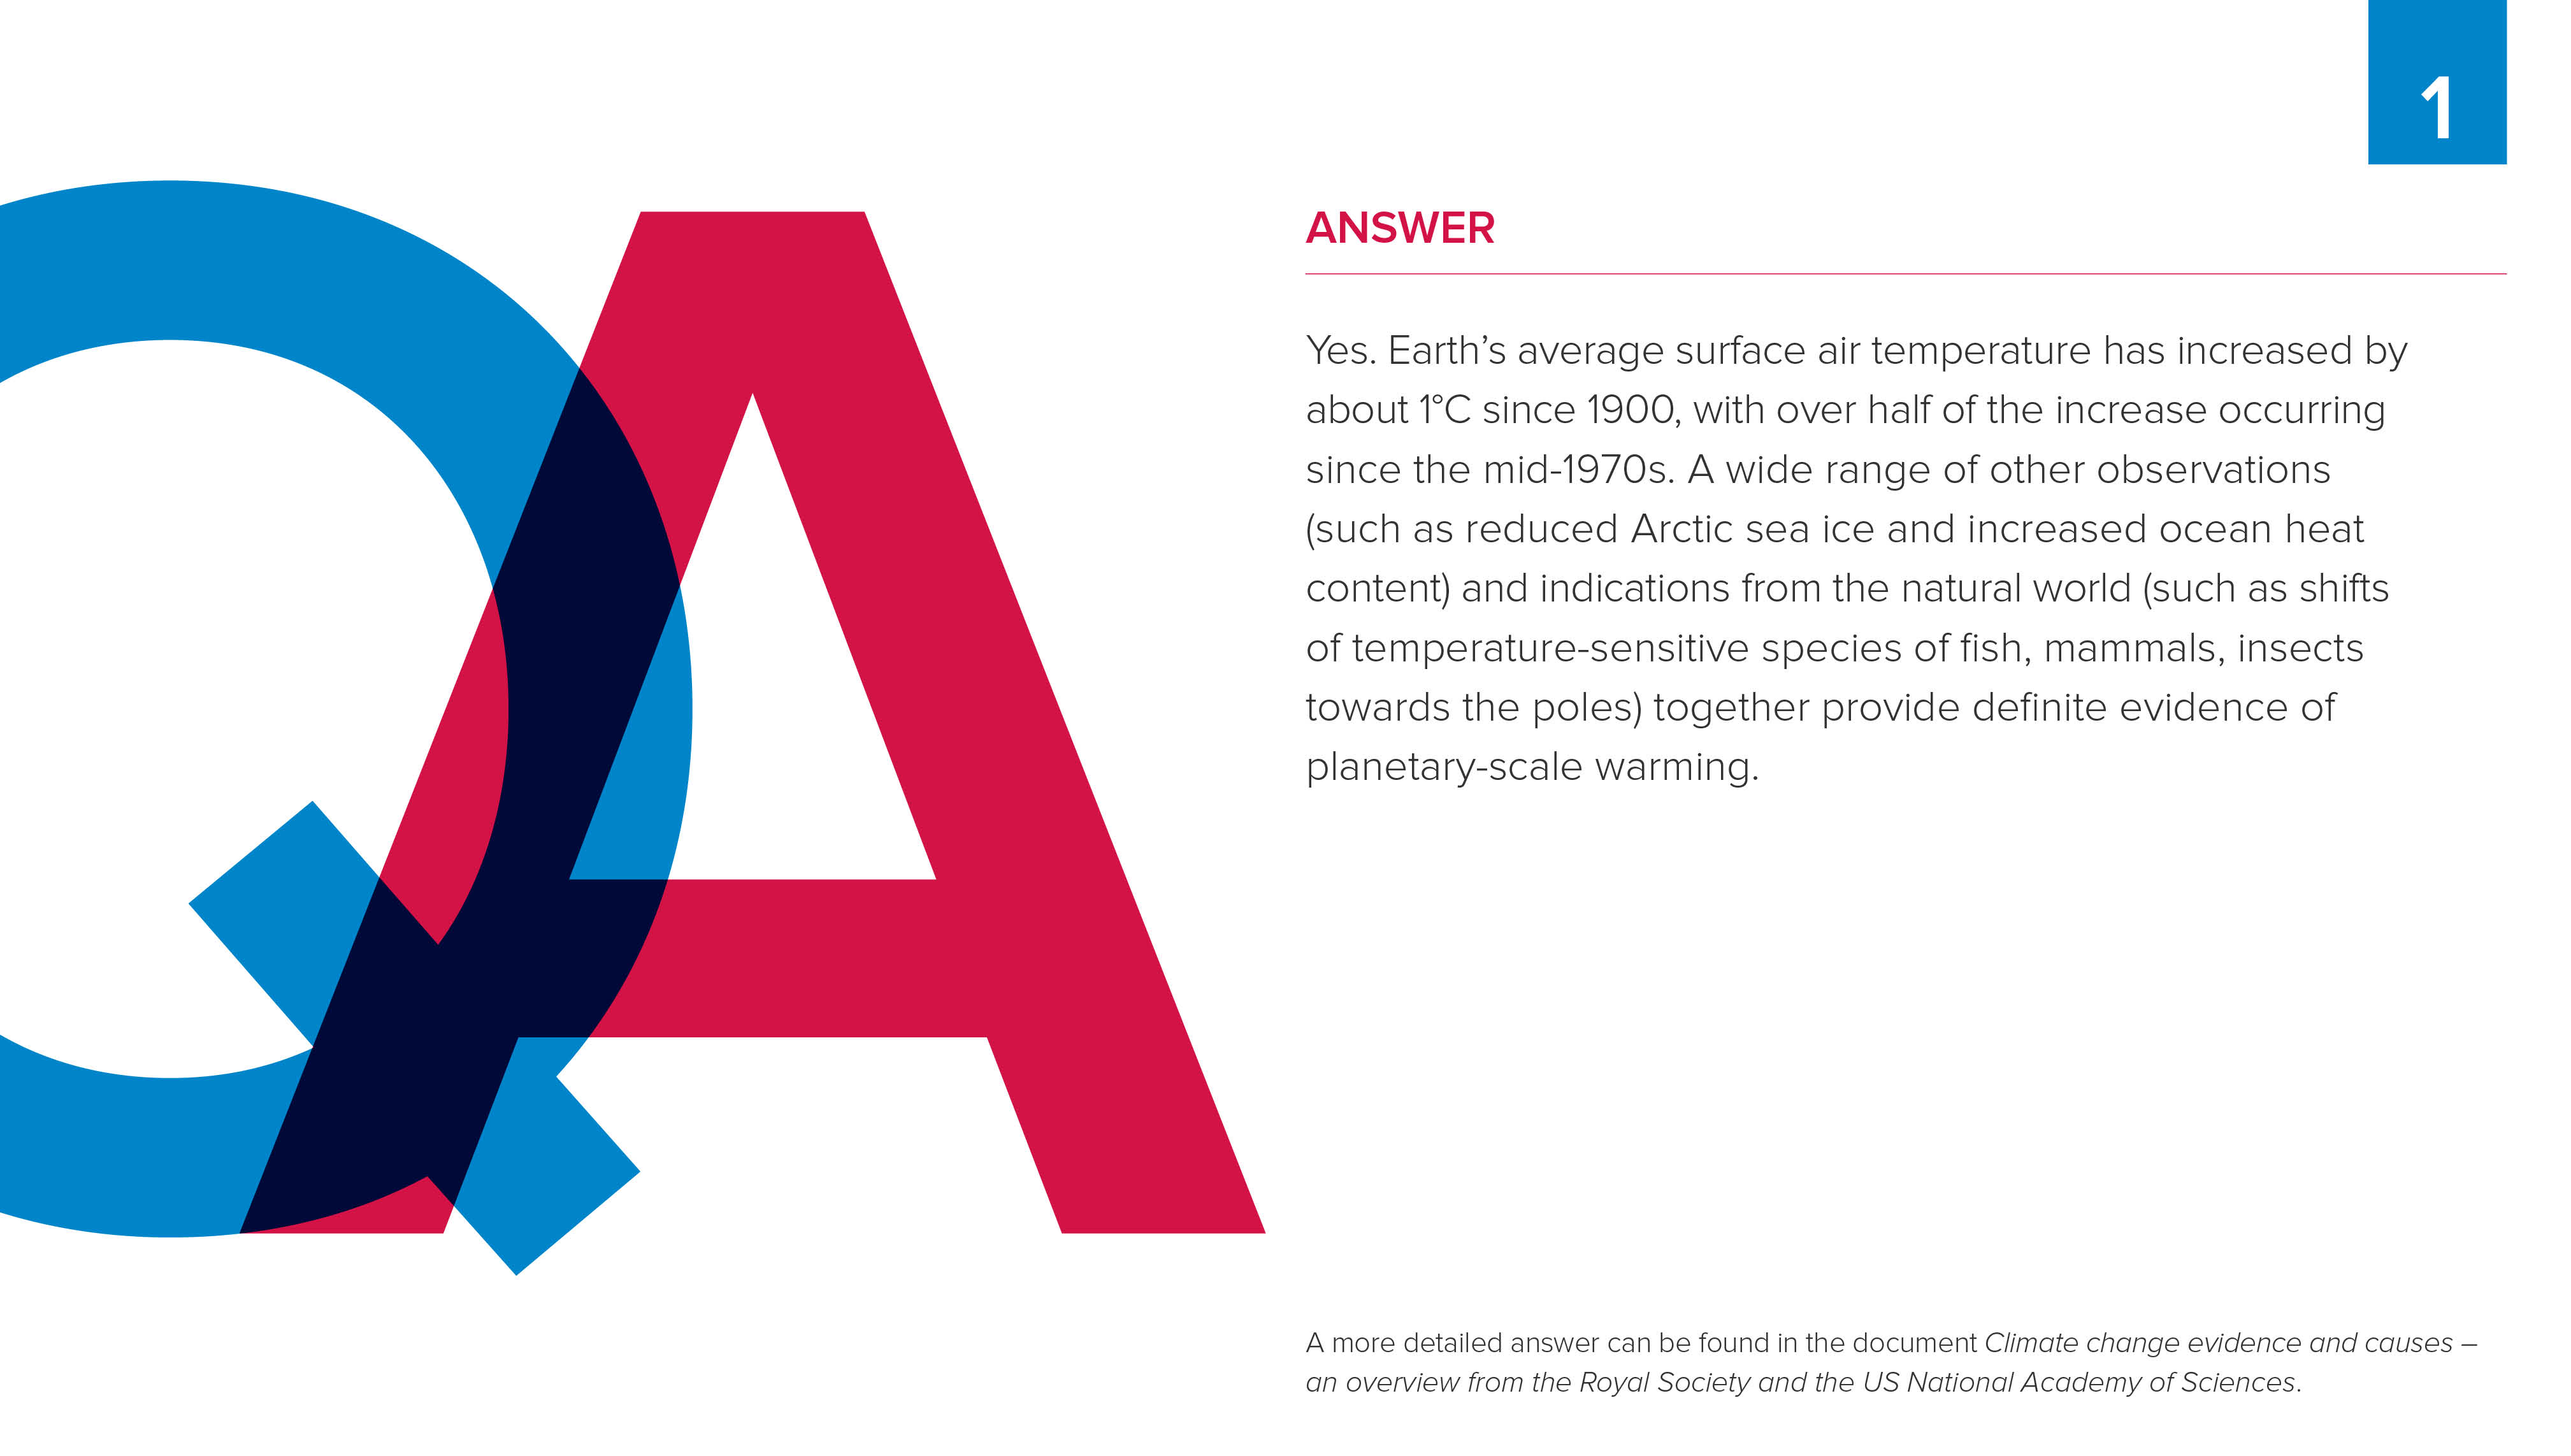 1
QA
ANSWER
Yes. Earth’s average surface air temperature has increased by
about 1°C since 1900, with over half of the increase occurring
since the mid-1970s. A wide range of other observations
(such as reduced Arctic sea ice and increased ocean heat
content) and indications from the natural world (such as shifts
of temperature-sensitive species of fish, mammals, insects
towards the poles) together provide definite evidence of
planetary-scale warming.
A more detailed answer can be found in the document Climate change evidence and causes –
an overview from the Royal Society and the US National Academy of Sciences.